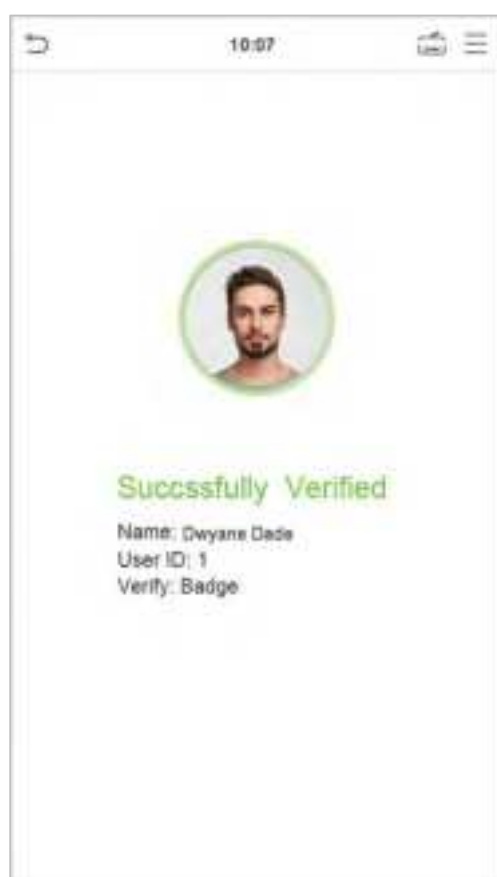 10:07
Succssfully Verified
Name: Dwyane Dade
User ID: 1
Verify: Badge